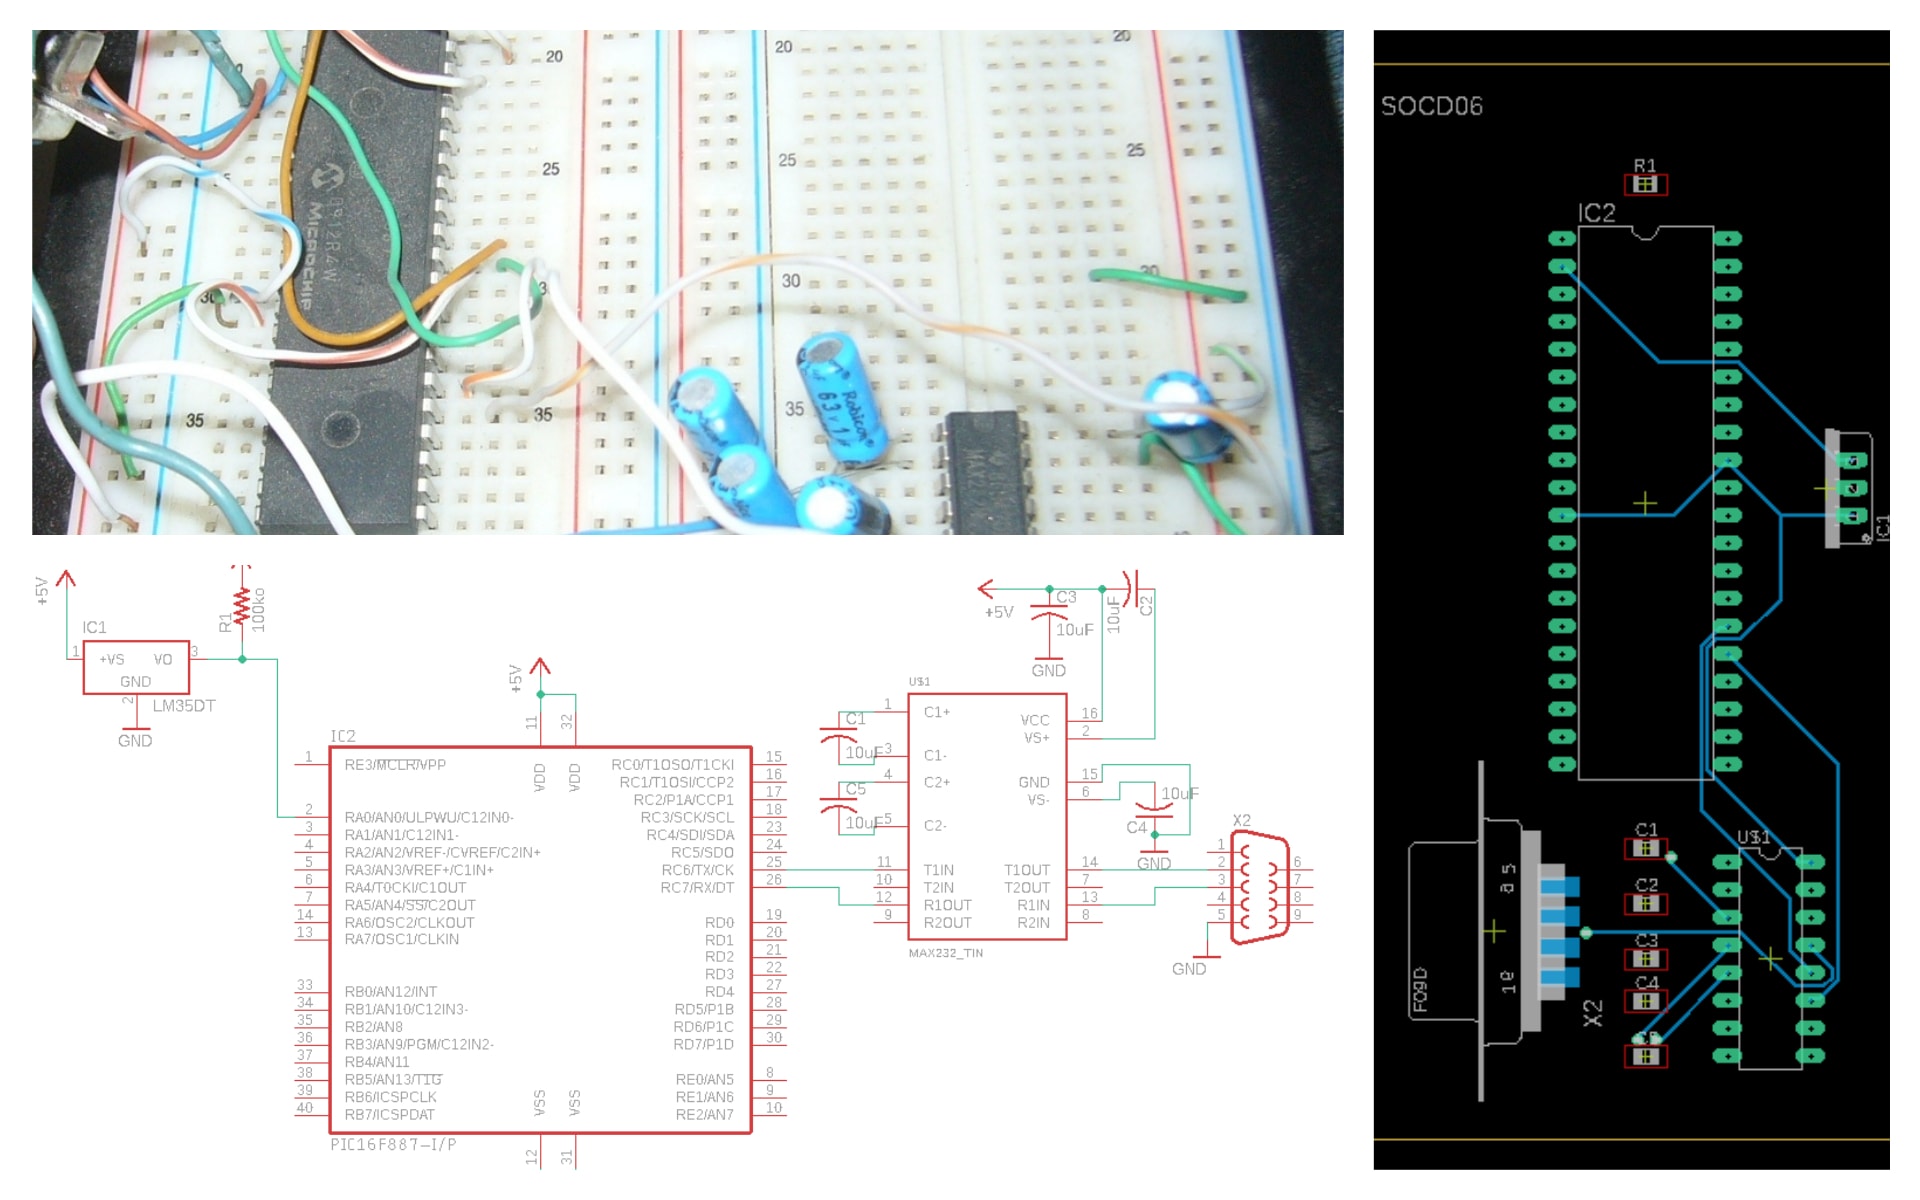 20
20
25
25
25
30
30
30
35
35
35
MICROCHIP
0912R4W
Robicon
63v
+5V
IC1
1
+VS
VO
3
GND
2
LM35DT
GND
R1
100ko
+5V
11
32
IC2
VDD
VDD
1 RE3/MCLR/VPP
2 RA0/AN0/ULPWU/C12IN0-
3 RA1/AN1/C12IN1-
4 RA2/AN2/VREF-/CVREF/C2IN+
5 RA3/AN3/VREF+/C1IN+
6 RA4/T0CKI/C1OUT
7 RA5/AN4/SS/C2OUT
14 RA6/OSC2/CLKOUT
13 RA7/OSC1/CLKIN
33 RB0/AN12/INT
34 RB1/AN10/C12IN3-
35 RB2/AN8
36 RB3/AN9/PGM/C12IN2-
37 RB4/AN11
38 RB5/AN13/T1G
39 RB6/ICSPCLK
40 RB7/ICSPDAT
RC0/T1OSO/T1CKI 15
RC1/T1OSI/CCP2 16
RC2/P1A/CCP1 17
RC3/SCK/SCL 18
RC4/SDI/SDA 23
RC5/SDO 24
RC6/TX/CK 25
RC7/RX/DT 26
RD0 19
RD1 20
RD2 21
RD3 22
RD4 27
RD5/P1B 28
RD6/P1C 29
RD7/P1D 30
RE0/AN5 8
RE1/AN6 9
RE2/AN7 10
VSS
VSS
12
31
PIC16F887-I/P
+5V
C3
10uF
GND
10uF
C2
U$1
C1
10uF
C5
10uF
1 C1+
3 C1-
4 C2+
5 C2-
11 T1IN
10 T2IN
12 R1OUT
9 R2OUT
VCC 16
VS+ 2
GND 15
VS- 6
T1OUT 14
T2OUT 7
R1IN 13
R2IN 8
MAX232_TIN
10uF
C4
GND
X2
1
2
3
4
5
6
7
8
9
GND
SOCD06
R1
IC2
IC1
C1
C2
C3
C4
U$1
X2
F09D